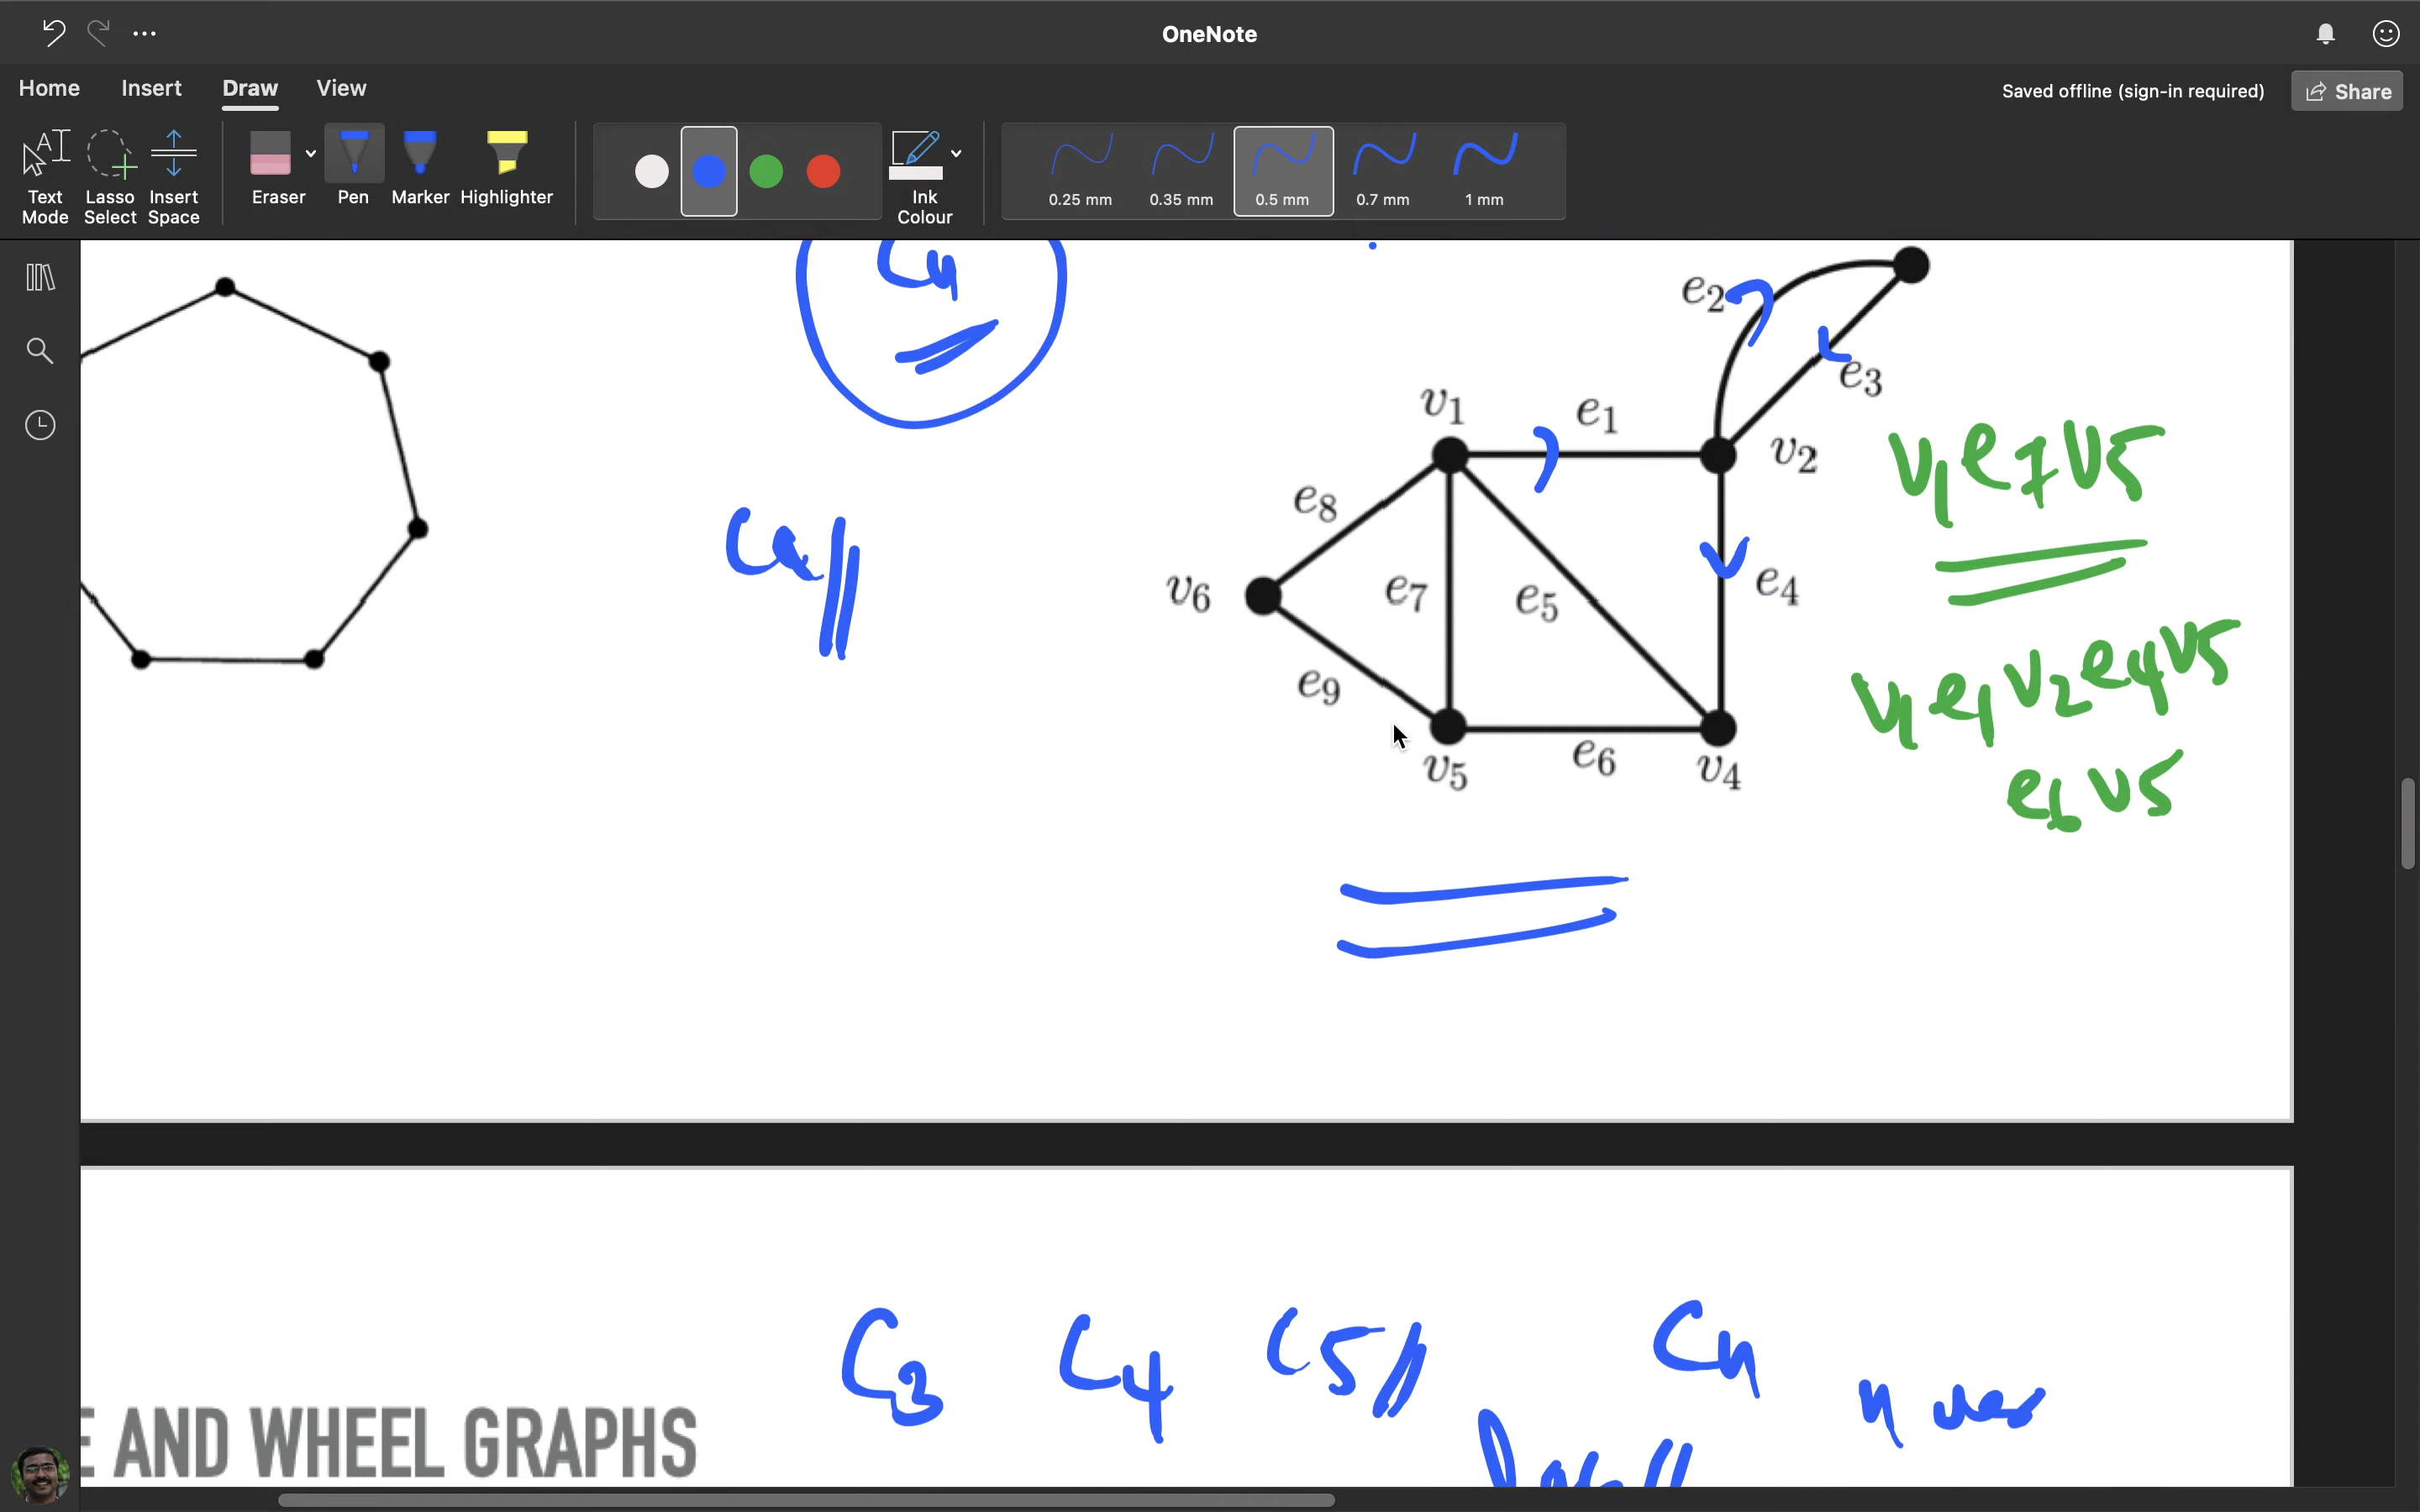 OneNote
Home Insert Draw View
Saved offline (sign-in required) Share
Text Mode
Lasso Select
Insert Space
Eraser
Pen
Marker
Highlighter
Ink Colour
0.25 mm
0.35 mm
0.5 mm
0.7 mm
1 mm
e2
e3
v1
e1
v2
e8
e7
e5
e4
v6
e9
v5
e6
v4
v1e7v5
v1e1v2e4v5
e6v5
C3 C4 C5 Cn
n ver
E AND WHEEL GRAPHS